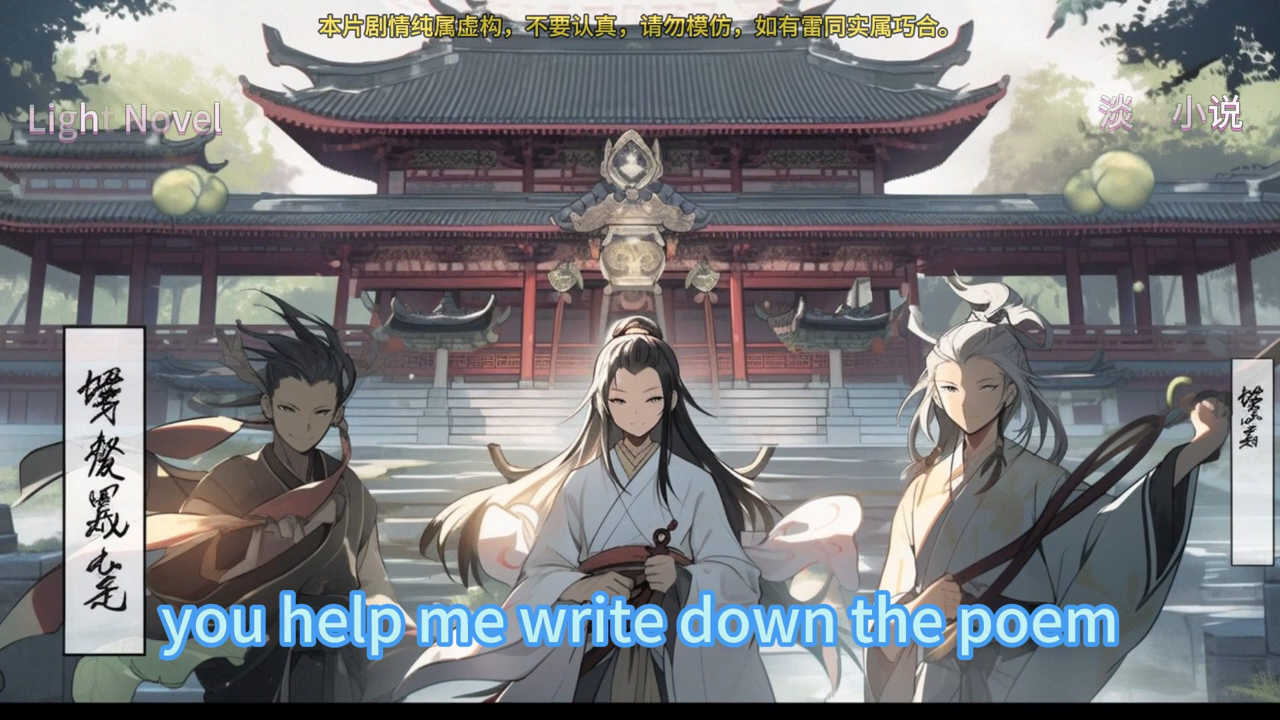 本片剧情纯属虚构，不要认真，请勿模仿，如有雷同实属巧合。
Light Novel
淡 小说
you help me write down the poem